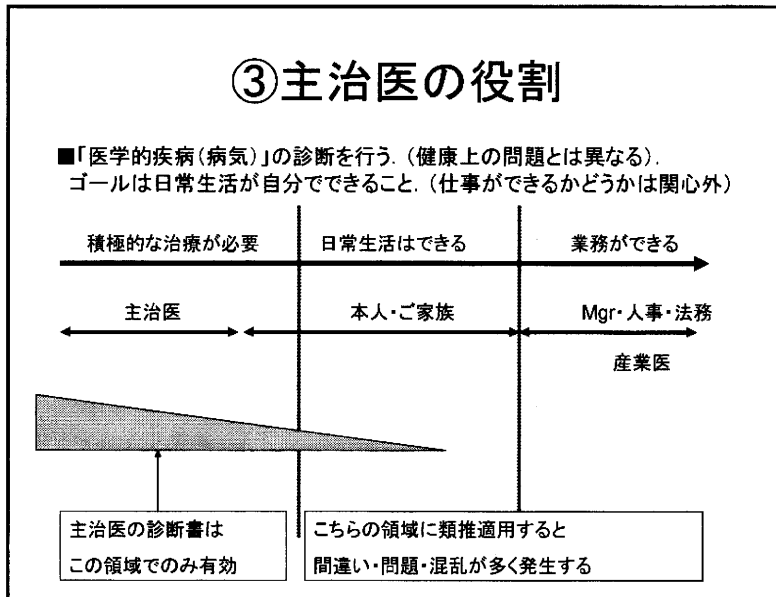 ③主治医の役割
■「医学的疾病(病気)」の診断を行う.（健康上の問題とは異なる）.
ゴールは日常生活が自分でできること.（仕事ができるかどうかは関心外）
積極的な治療が必要
日常生活はできる
業務ができる
主治医
本人・ご家族
Mgr・人事・法務
産業医
主治医の診断書は
この領域でのみ有効
こちらの領域に類推適用すると
間違い・問題・混乱が多く発生する